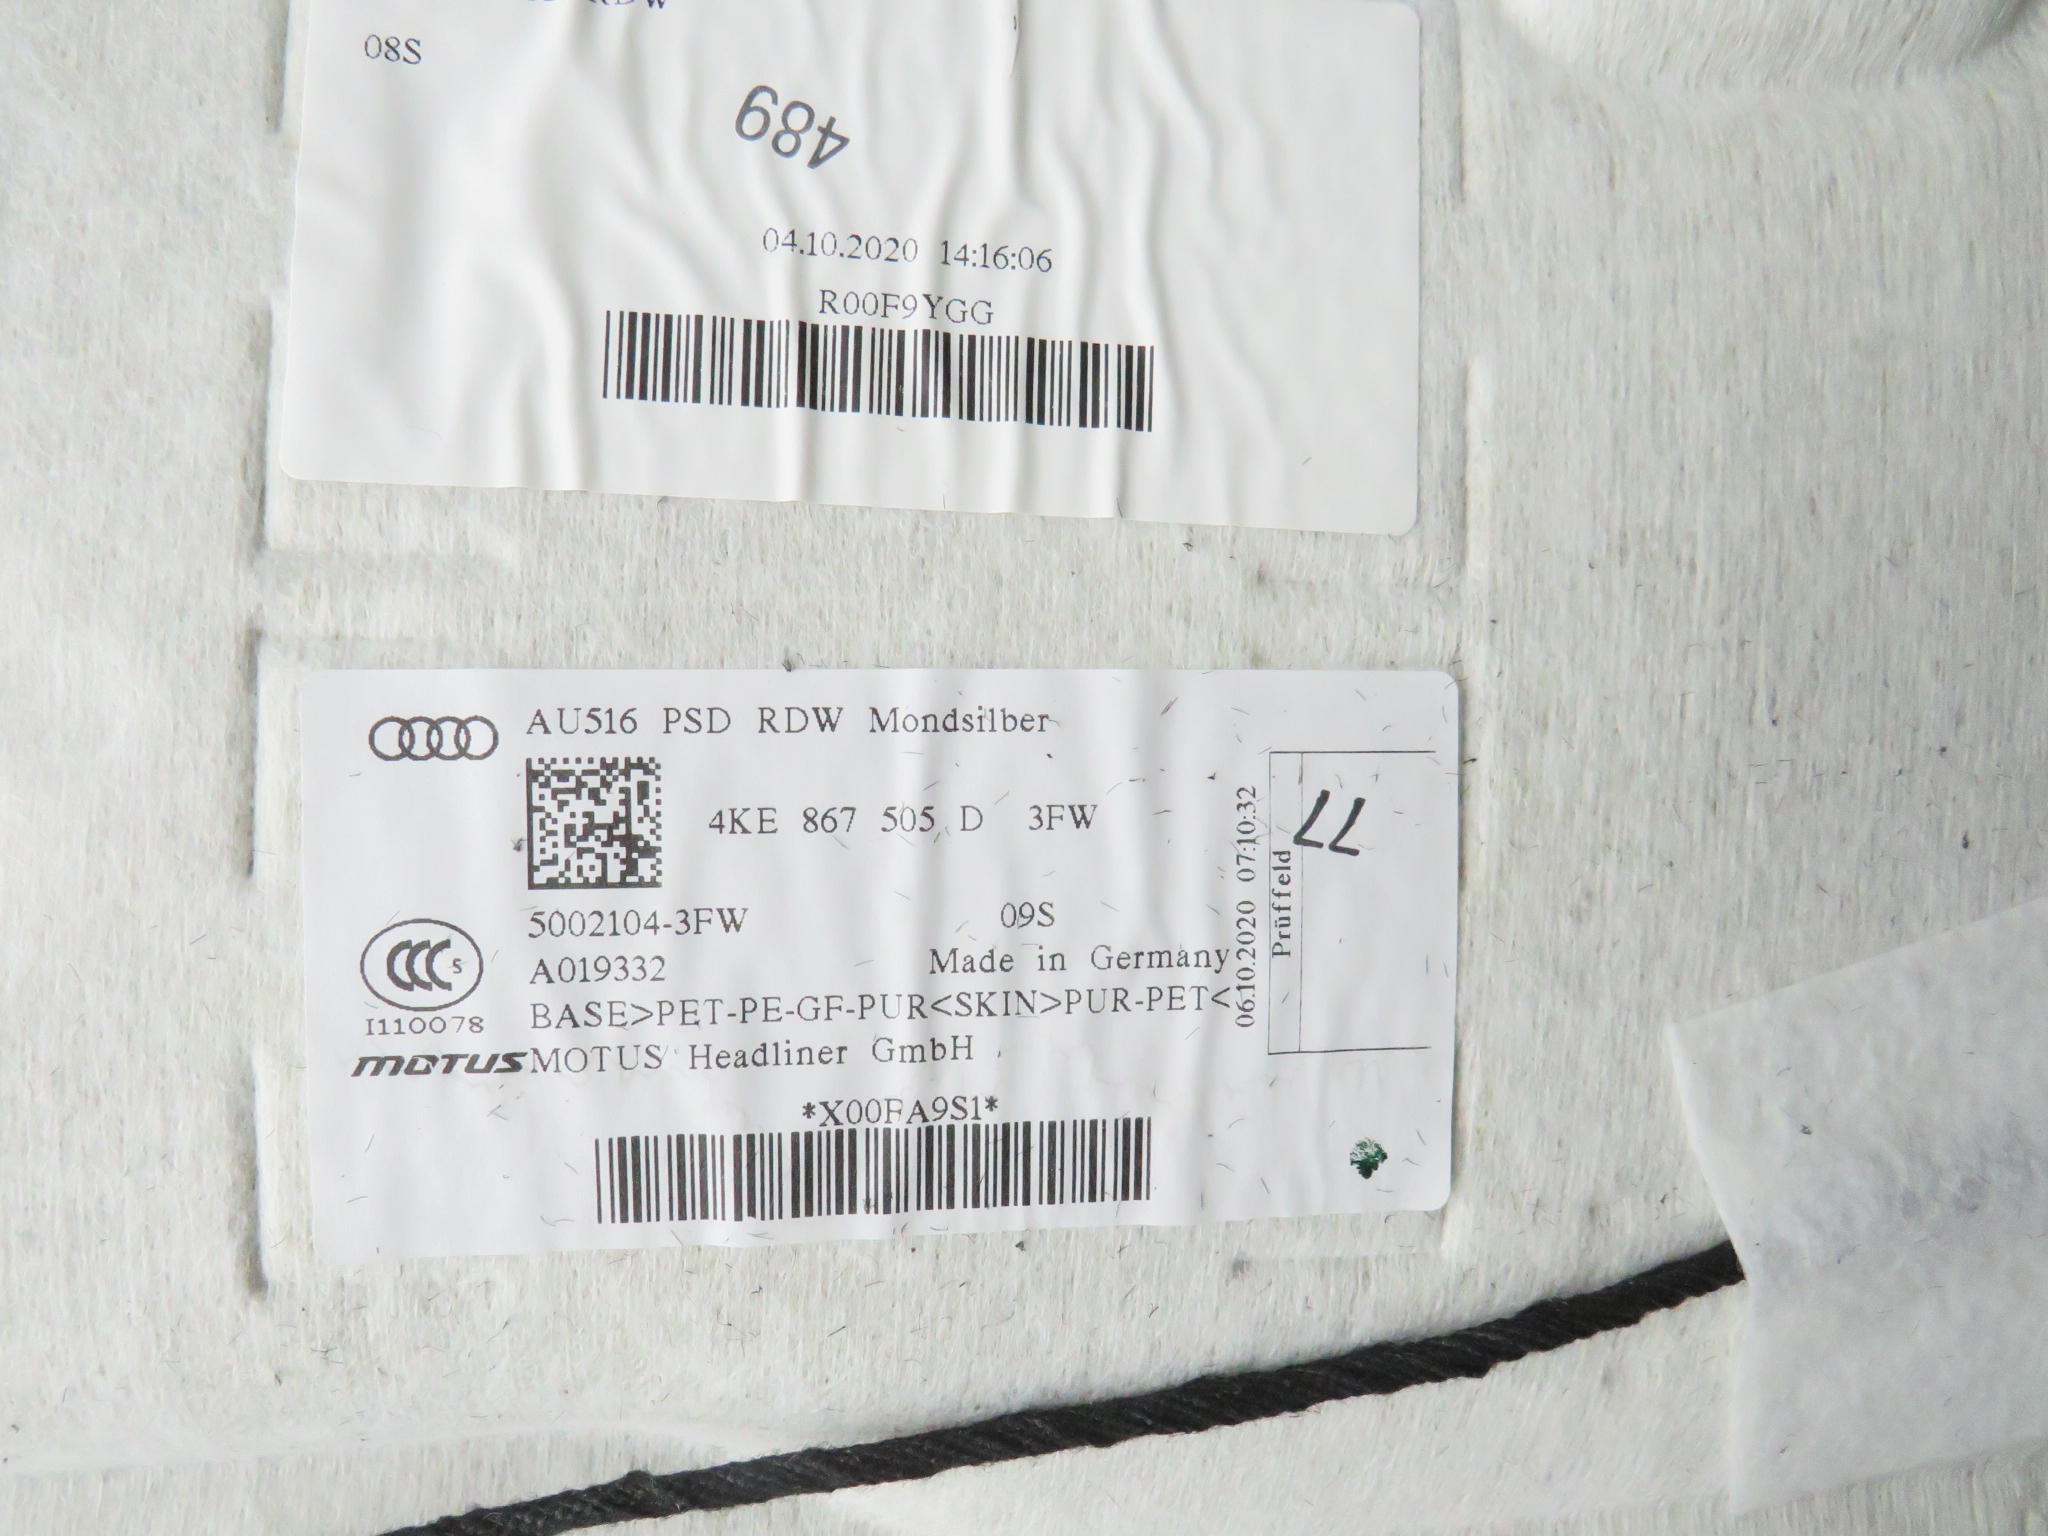 RDW
08S
489
04.10.2020 14:16:06
R00F9YGG
AU516 PSD RDW Mondsilber
4KE 867 505 D 3FW
5002104-3FW 09S
A019332 Made in Germany
BASE>PET-PE-GF-PUR<SKIN>PUR-PET<
MOTUS Headliner GmbH
*X00FA9S1*
CCC S
I110078
MOTUS
06.10.2020 07:10:32
Prüffeld
77